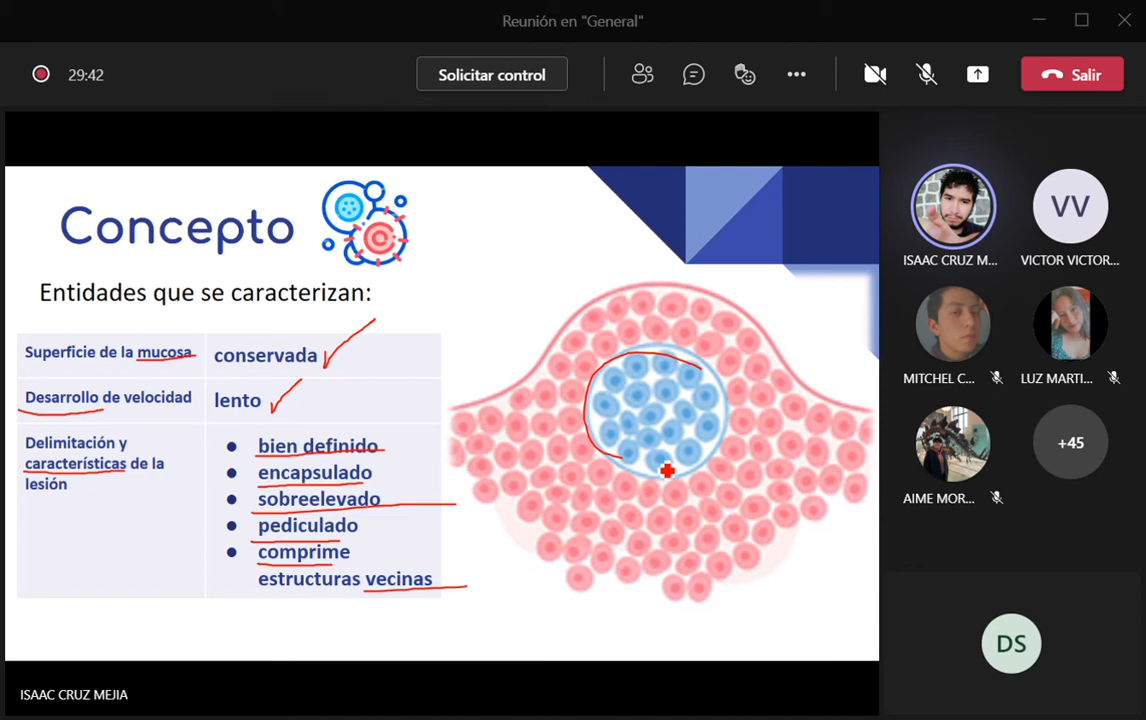 Reunión en "General"
29:42
Solicitar control
Salir
Concepto
Entidades que se caracterizan:
Superficie de la mucosa
conservada
Desarrollo de velocidad
lento
Delimitación y
características de la
lesión
bien definido
encapsulado
sobreelevado
pediculado
comprime
estructuras vecinas
ISAAC CRUZ MEJIA
VV
ISAAC CRUZ M...
VICTOR VICTOR...
MITCHEL C...
LUZ MARTI...
+45
AIME MOR...
DS